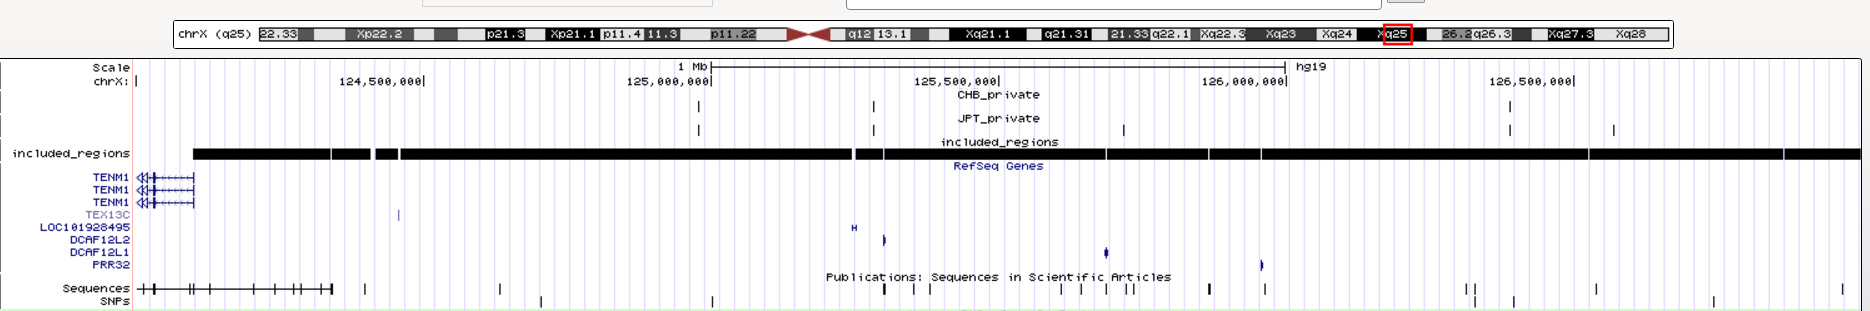 chrX (q25) 22.33 Xp22.2 p21.3 Xp21.1 p11.4 11.3 p11.22 q12 13.1 Xq21.1 q21.31 21.33 q22.1 Xq22.3 Xq23 Xq24 Xq25 26.2 q26.3 Xq27.3 Xq28
Scale 1 Mb hg19
chrX: 124,500,000 125,000,000 125,500,000 126,000,000 126,500,000
CHB_private
JPT_private
included_regions
included_regions
RefSeq Genes
TENM1
TENM1
TENM1
TEX13C
LOC101928495
DCAF12L2
DCAF12L1
PRR32
Publications: Sequences in Scientific Articles
Sequences
SNPs